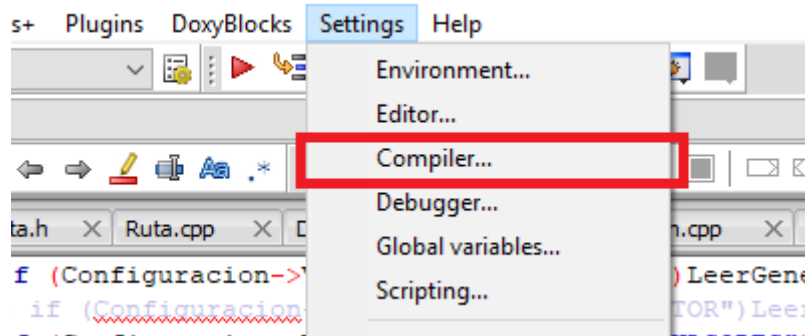 s+ Plugins DoxyBlocks Settings Help
Environment...
Editor...
Compiler...
Debugger...
ta.h Ruta.cpp
.cpp
Global variables...
f (Configuracion-> )LeerGene
Scripting...
if (Configuracion TOR")Leer